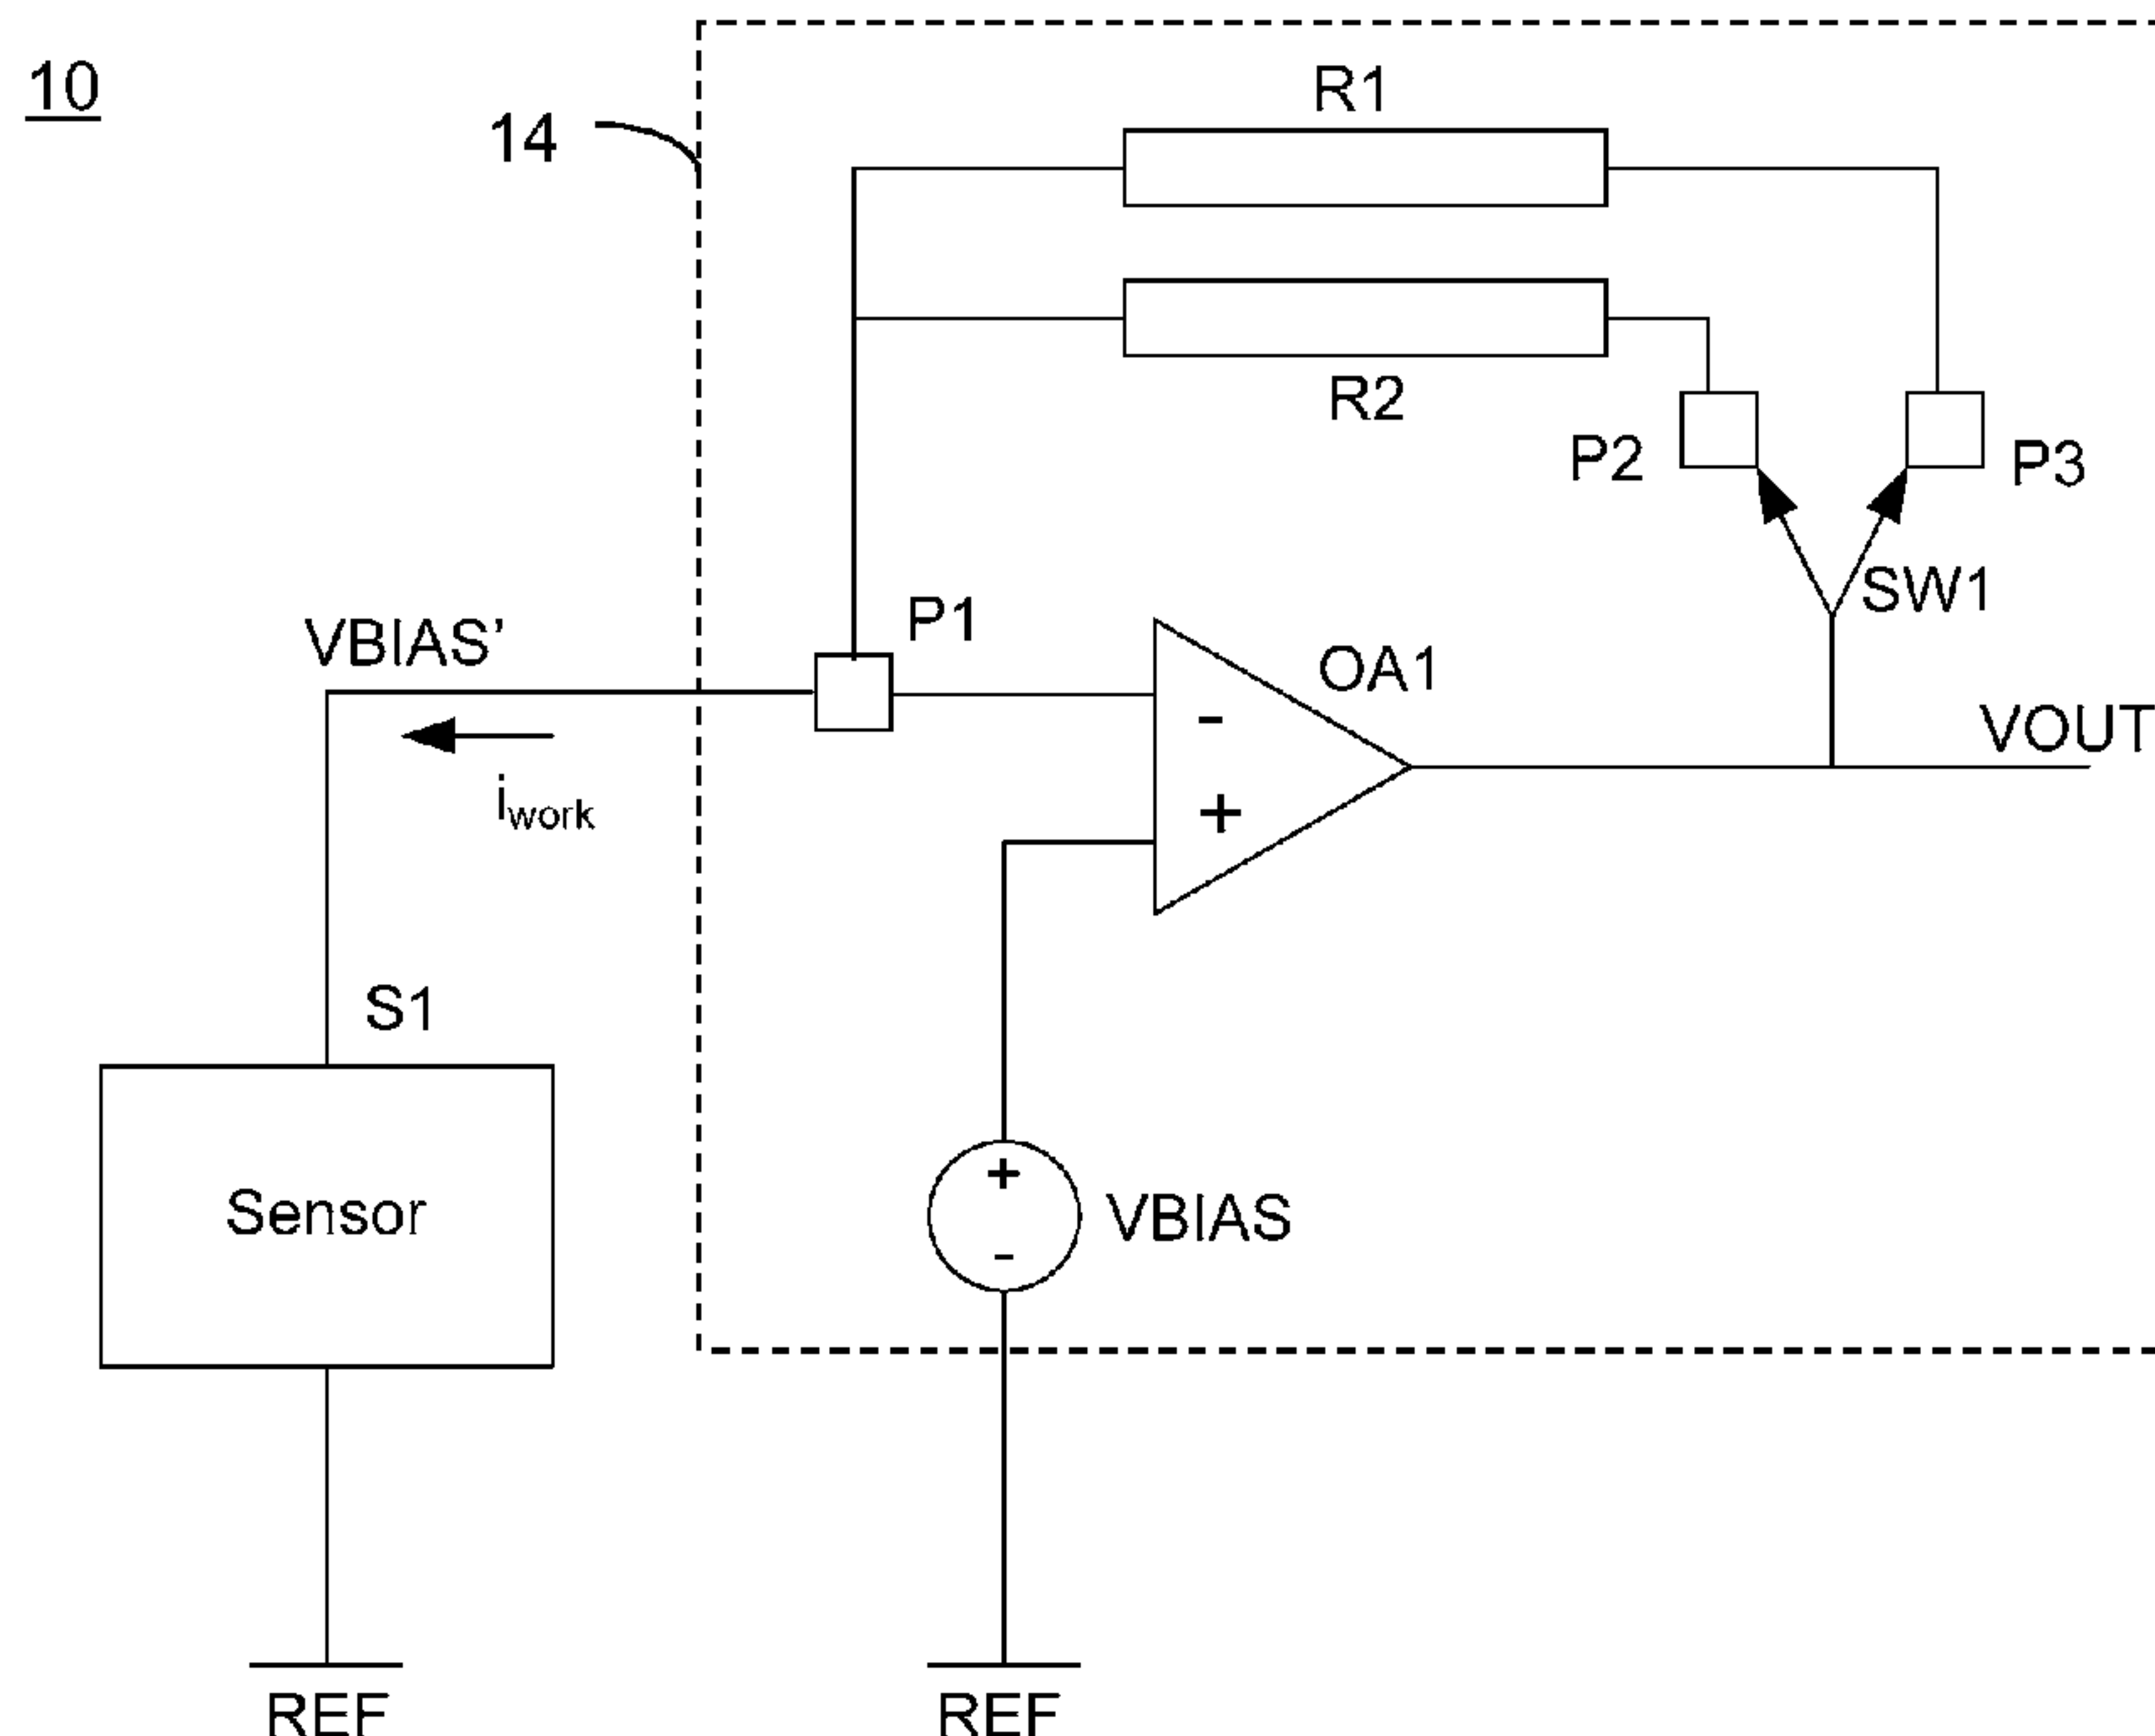 10
14
R1
R2
P2
P3
SW1
P1
VBIAS’
OA1
-
+
VOUT
iwork
S1
Sensor
+
-
VBIAS
REF
REF